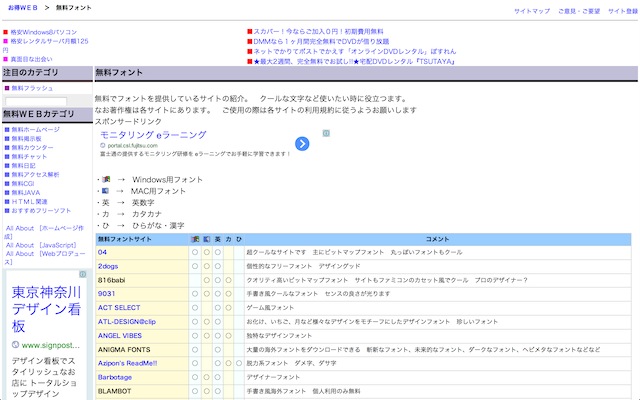 お得ＷＥＢ　＞　無料フォント
サイトマップ　ご意見・ご要望　サイト登録
格安Windows8パソコン
格安レンタルサーバ月額125円
真面目な出会い
スカパー！今ならご加入０円！初期費用無料
DMMなら１ヶ月間完全無料でDVDが借り放題
ネットでかりてポストでかえす「オンラインDVDレンタル」ぽすれん
★最大2週間、完全無料でお試し!!★宅配DVDレンタル『TSUTAYA』
注目のカテゴリ
無料フラッシュ
無料ＷＥＢカテゴリ
無料ホームページ
無料掲示板
無料カウンター
無料チャット
無料日記
無料アクセス解析
無料CGI
無料JAVA
ＨＴＭＬ関連
おすすめフリーソフト
All About ［ホームページ作成］
All About ［JavaScript］
All About ［Webプロデュース］
東京神奈川デザイン看板
www.signpost...
デザイン看板でスタイリッシュなお店に トータルショップデザイン
無料フォント
無料でフォントを提供しているサイトの紹介。　クールな文字など使いたい時に役立つます。
なお著作権は各サイトにあります。　ご使用の際は各サイトの利用規約に従うようお願いします
スポンサードリンク
モニタリング eラーニング
portal.csl.fujitsu.com
富士通の提供するモニタリング研修を eラーニングでお手軽に学習できます！
・　→　Windows用フォント
・　→　MAC用フォント
・英　→　英数字
・カ　→　カタカナ
・ひ　→　ひらがな・漢字
無料フォントサイト 英 カ ひ コメント
04 ○ ○ ○ 超クールなサイトです　主にビットマップフォント　丸っぽいフォントもクール
2dogs ○ ○ ○ 個性的なフリーフォント　デザイングッド
816babi ○ ○ ○ クオリティ高いビットマップフォント　サイトもファミコンのカセット風でクール　プロのデザイナー？
9031 ○ ○ ○ ○ 手書き風クールなフォント　センスの良さが光ります
ACT SELECT ○ ○ ○ ゲーム風フォント
ATL-DESIGN@clip ○ ○ ○ お化け、いちご、月など様々なデザインをモチーフにしたデザインフォント　珍しいフォント
ANGEL VIBES ○ ○ ○ ○ 独特なデザインフォント
ANIGMA FONTS ○ ○ 大量の海外フォントをダウンロードできる　斬新なフォント、未来的なフォント、ダークなフォント、ヘビメタなフォントなどなど
Azipon's ReadMe!! ○ ○ ○ ○ 脱力系フォント　ダメ字、ダサ字
Barbotage ○ ○ ○ デザイナーフォント
BLAMBOT ○ ○ ○ 手書き風海外フォント　個人利用のみ無料